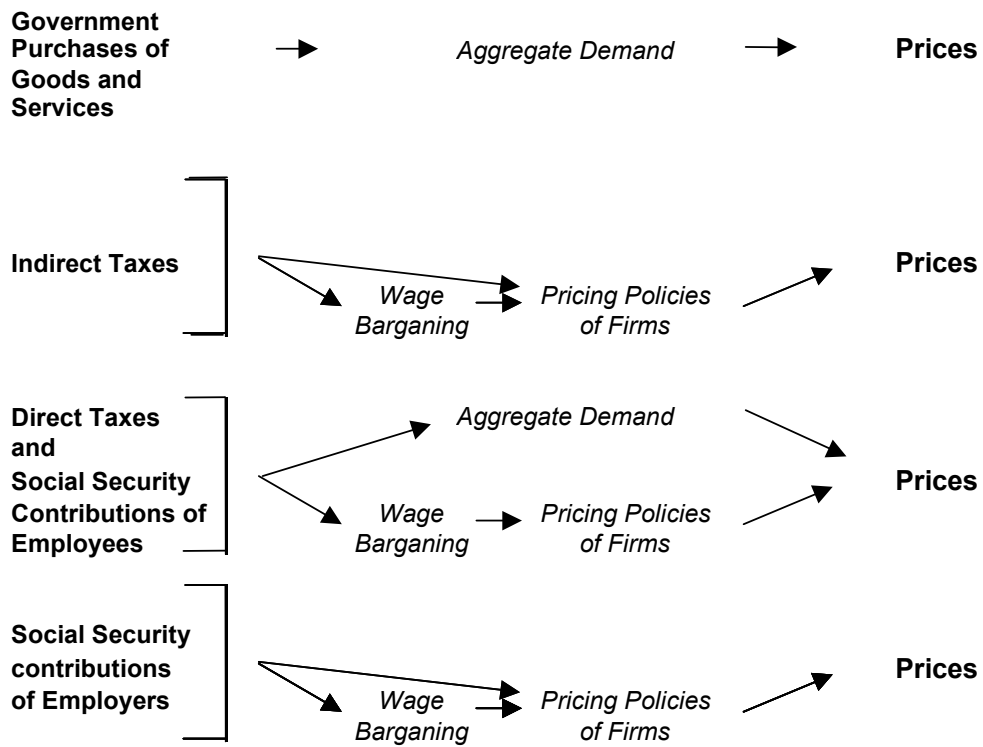 Government
Purchases of
Goods and
Services
Aggregate Demand
Prices
Indirect Taxes
Wage
Barganing
Pricing Policies
of Firms
Prices
Direct Taxes
and
Social Security
Contributions of
Employees
Aggregate Demand
Wage
Barganing
Pricing Policies
of Firms
Prices
Social Security
contributions
of Employers
Wage
Barganing
Pricing Policies
of Firms
Prices